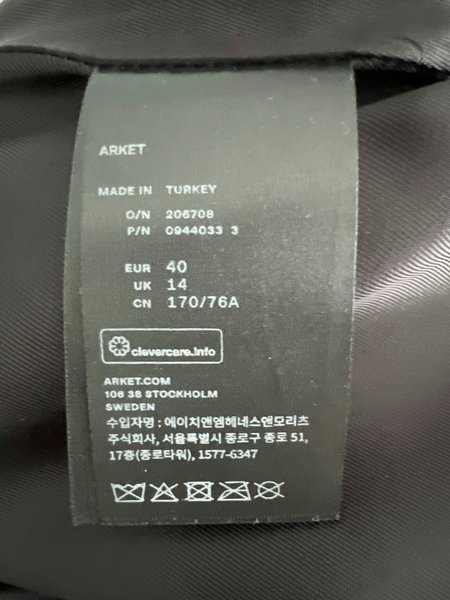 ARKET
MADE IN TURKEY
O/N 206708
P/N 0944033 3
EUR 40
UK 14
CN 170/76A
clevercare.info
ARKET.COM
106 38 STOCKHOLM
SWEDEN
수입자명 : 에이치앤엠헤네스앤모리츠
주식회사, 서울특별시 종로구 종로 51,
17층(종로타워), 1577-6347